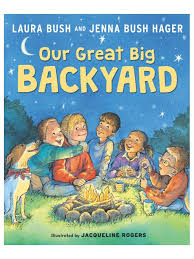 LAURA BUSH AND JENNA BUSH HAGER
OUR GREAT BIG
BACKYARD
Illustrated by JACQUELINE ROGERS